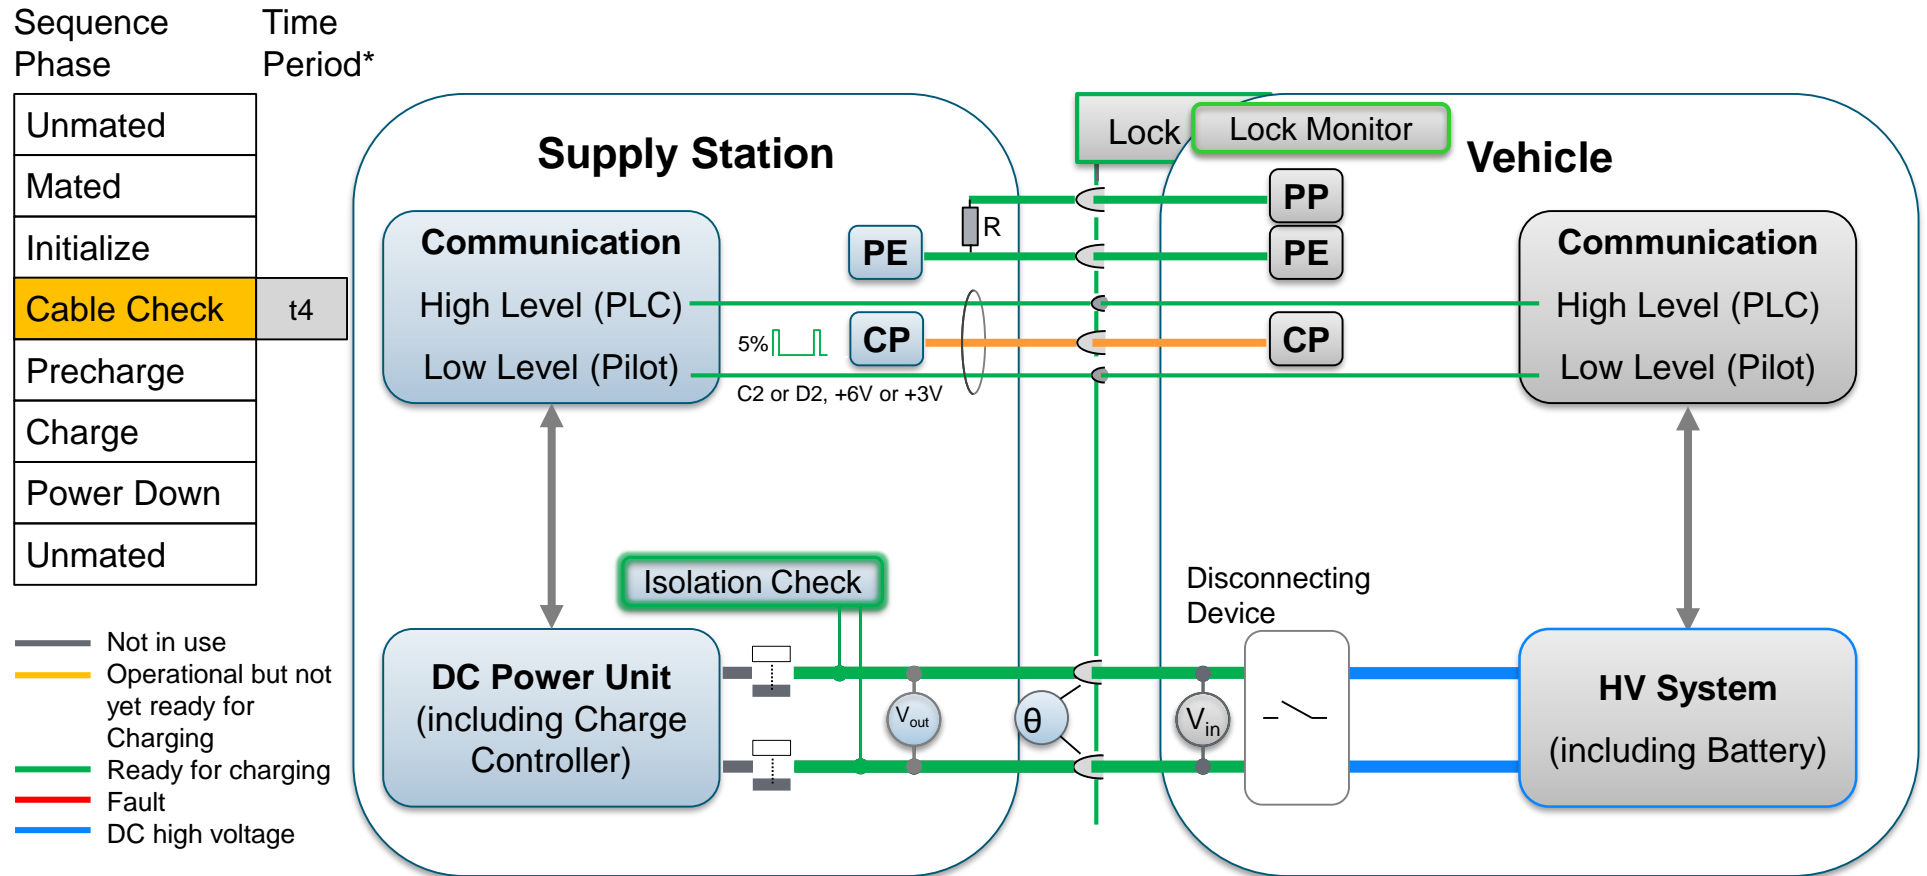 Sequence
Phase
Time
Period*
Unmated
Mated
Initialize
Cable Check
t4
Precharge
Charge
Power Down
Unmated
Not in use
Operational but not
yet ready for
Charging
Ready for charging
Fault
DC high voltage
Supply Station
Communication
High Level (PLC)
Low Level (Pilot)
PE
R
5%
CP
C2 or D2, +6V or +3V
Isolation Check
DC Power Unit
(including Charge
Controller)
Vout
θ
Lock
Lock Monitor
Vehicle
PP
PE
CP
Communication
High Level (PLC)
Low Level (Pilot)
Disconnecting
Device
Vin
HV System
(including Battery)